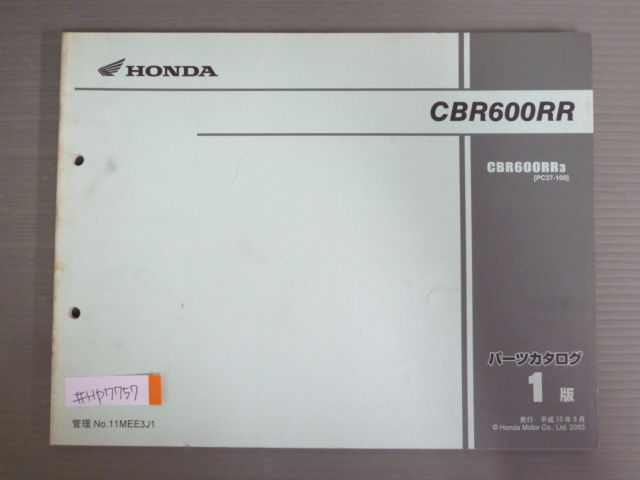 HONDA
CBR600RR
CBR600RR3
[PC37-100]
パーツカタログ
1版
発行 平成15年6月
© Honda Motor Co., Ltd. 2003
#Hp7757
管理 No.11MEE3J1